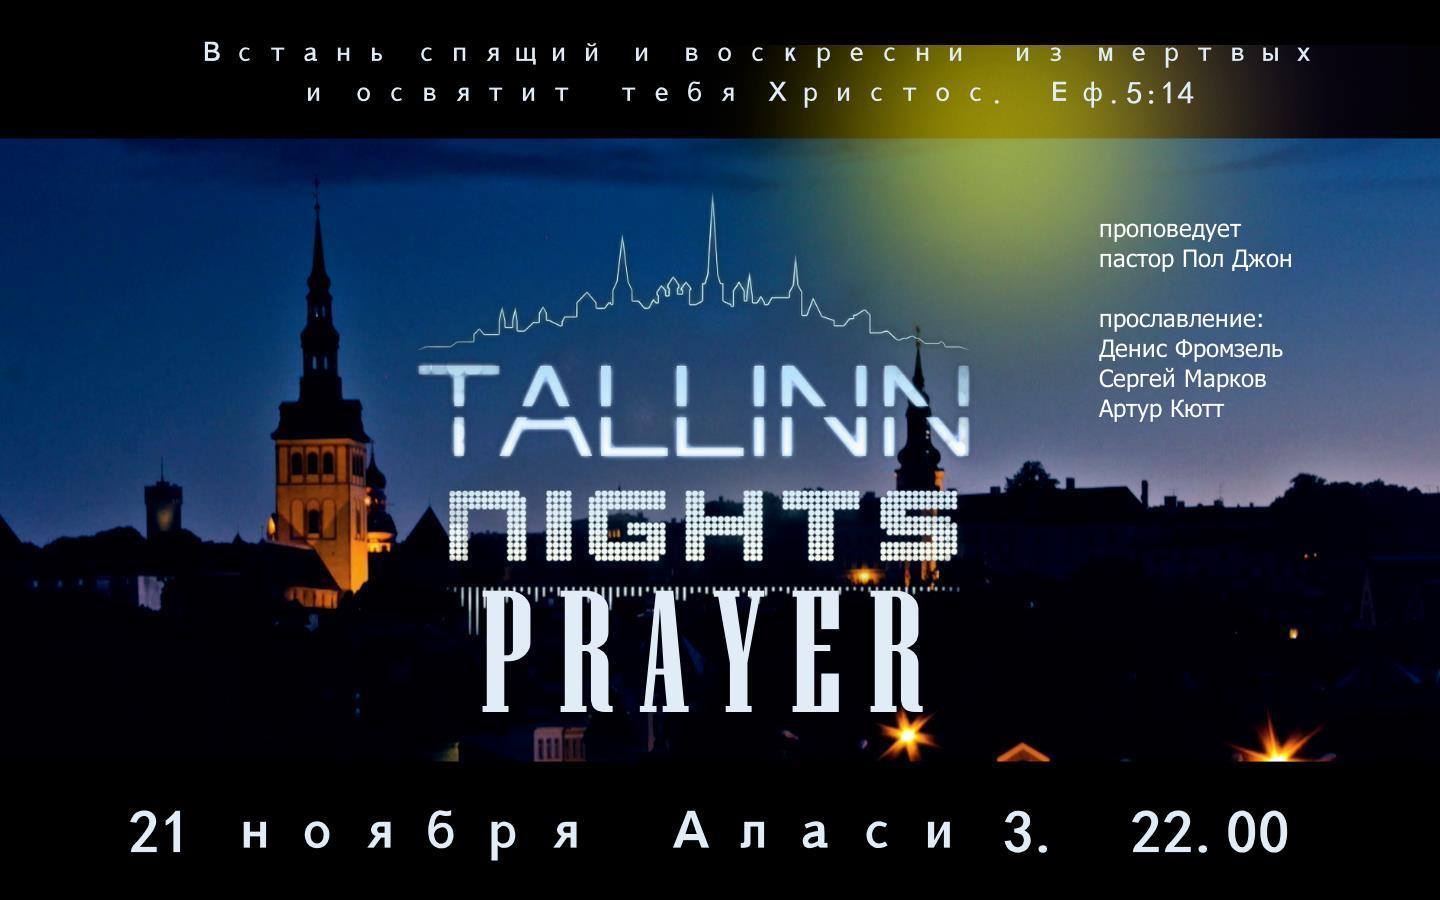 Встань спящий и воскресни из мертвых
и освятит тебя Христос. Еф.5:14
проповедует
пастор Пол Джон
прославление:
Денис Фромзель
Сергей Марков
Артур Кютт
TALLINN
NIGHTS
PRAYER
21 ноября Аласи 3. 22.00